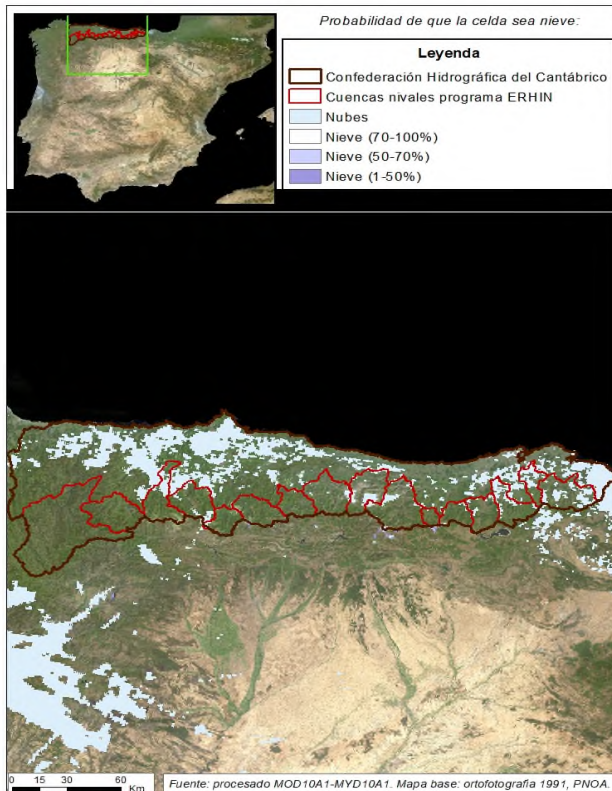 Probabilidad de que la celda sea nieve:
Leyenda
Confederación Hidrográfica del Cantábrico
Cuencas nivales programa ERHIN
Nubes
Nieve (70-100%)
Nieve (50-70%)
Nieve (1-50%)
0 15 30 60
Km
Fuente: procesado MOD10A1-MYD10A1. Mapa base: ortofotografia 1991, PNOA.